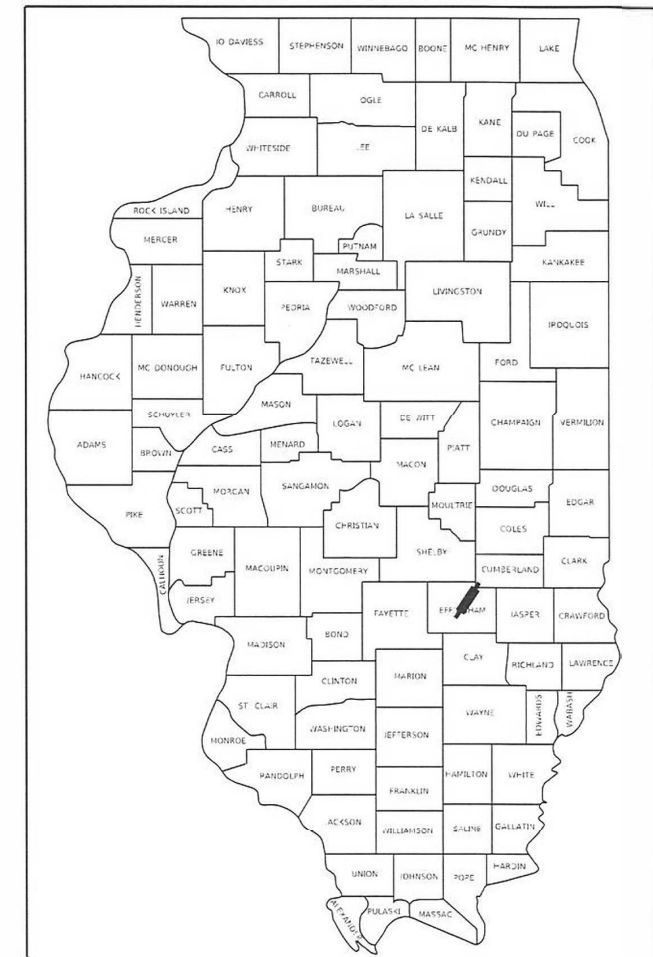 JO DAVIESS STEPHENSON WINNEBAGO BOONE MC HENRY LAKE
CARROLL OGLE DE KALB KANE DU PAGE COOK
WHITESIDE LEE
KENDALL
ROCK ISLAND HENRY BUREAU LA SALLE GRUNDY WILL
MERCER PUTNAM
STARK MARSHALL KANKAKEE
HENDERSON WARREN KNOX PEORIA WOODFORD LIVINGSTON IROQUOIS
HANCOCK MC DONOUGH FULTON TAZEWELL MC LEAN FORD
SCHUYLER MASON
ADAMS BROWN CASS MENARD LOGAN DE WITT PIATT CHAMPAIGN VERMILION
MACON
PIKE SCOTT MORGAN SANGAMON MOULTRIE DOUGLAS EDGAR
CHRISTIAN COLES
CALHOUN GREENE MACOUPIN MONTGOMERY SHELBY CUMBERLAND CLARK
JERSEY FAYETTE JASPER CRAWFORD
MADISON BOND
CLINTON MARION CLAY RICHLAND LAWRENCE
ST CLAIR WAYNE EDWARDS WABASH
MONROE WASHINGTON JEFFERSON
RANDOLPH PERRY HAMILTON WHITE
FRANKLIN
ACKSON WILLIAMSON SALINE GALLATIN
UNION JOHNSON POPE HARDIN
ALEXANDER PULASKI MASSAC